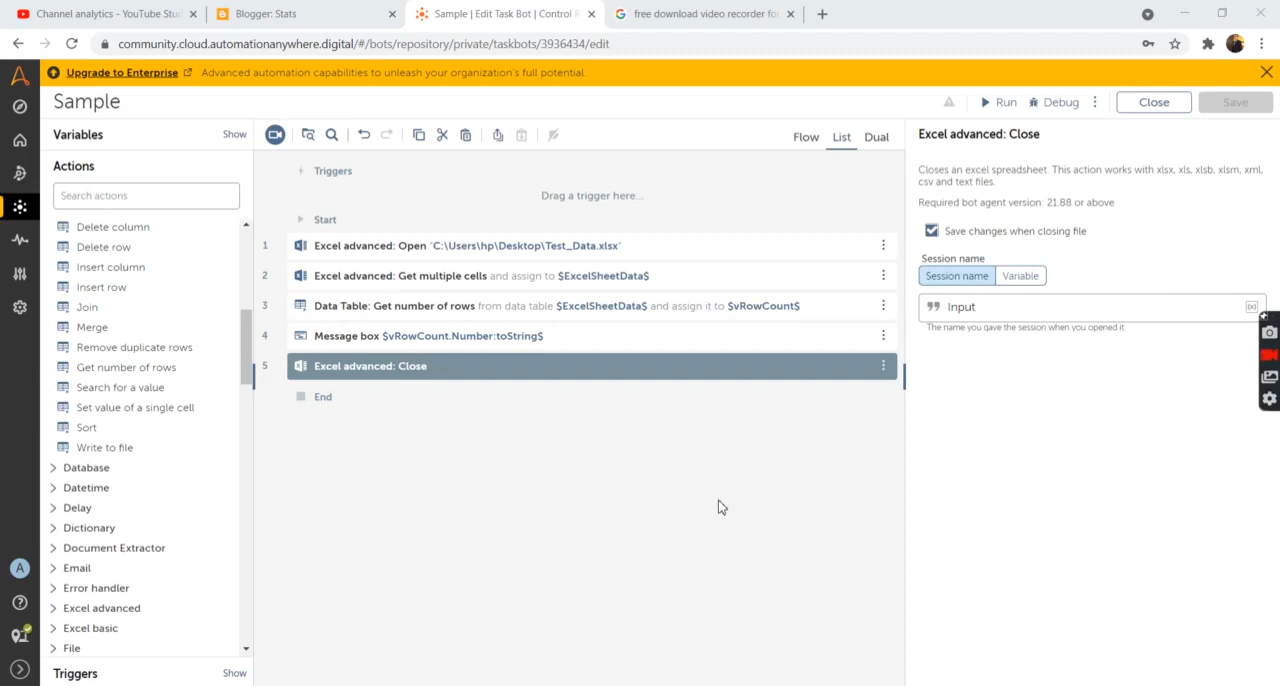 Channel analytics - YouTube Stu
Blogger: Stats
Sample | Edit Task Bot | Control R
free download video recorder for
community.cloud.automationanywhere.digital/#/bots/repository/private/taskbots/3936434/edit
Upgrade to Enterprise
Advanced automation capabilities to unleash your organization's full potential.
Sample
Run
Debug
Close
Save
Variables
Show
Flow
List
Dual
Excel advanced: Close
Actions
Search actions
Triggers
Drag a trigger here...
Closes an excel spreadsheet. This action works with xlsx, xls, xlsb, xlsm, xml,
csv and text files.
Required bot agent version: 21.88 or above
Save changes when closing file
Session name
Session name
Variable
Input
The name you gave the session when you opened it.
Start
1 Excel advanced: Open "C:\Users\hp\Desktop\Test_Data.xlsx"
2 Excel advanced: Get multiple cells and assign to $ExcelSheetData$
3 Data Table: Get number of rows from data table $ExcelSheetData$ and assign it to $vRowCount$
4 Message box $vRowCount.Number:toString$
5 Excel advanced: Close
End
Delete column
Delete row
Insert column
Insert row
Join
Merge
Remove duplicate rows
Get number of rows
Search for a value
Set value of a single cell
Sort
Write to file
Database
Datetime
Delay
Dictionary
Document Extractor
Email
Error handler
Excel advanced
Excel basic
File
Triggers
Show
A